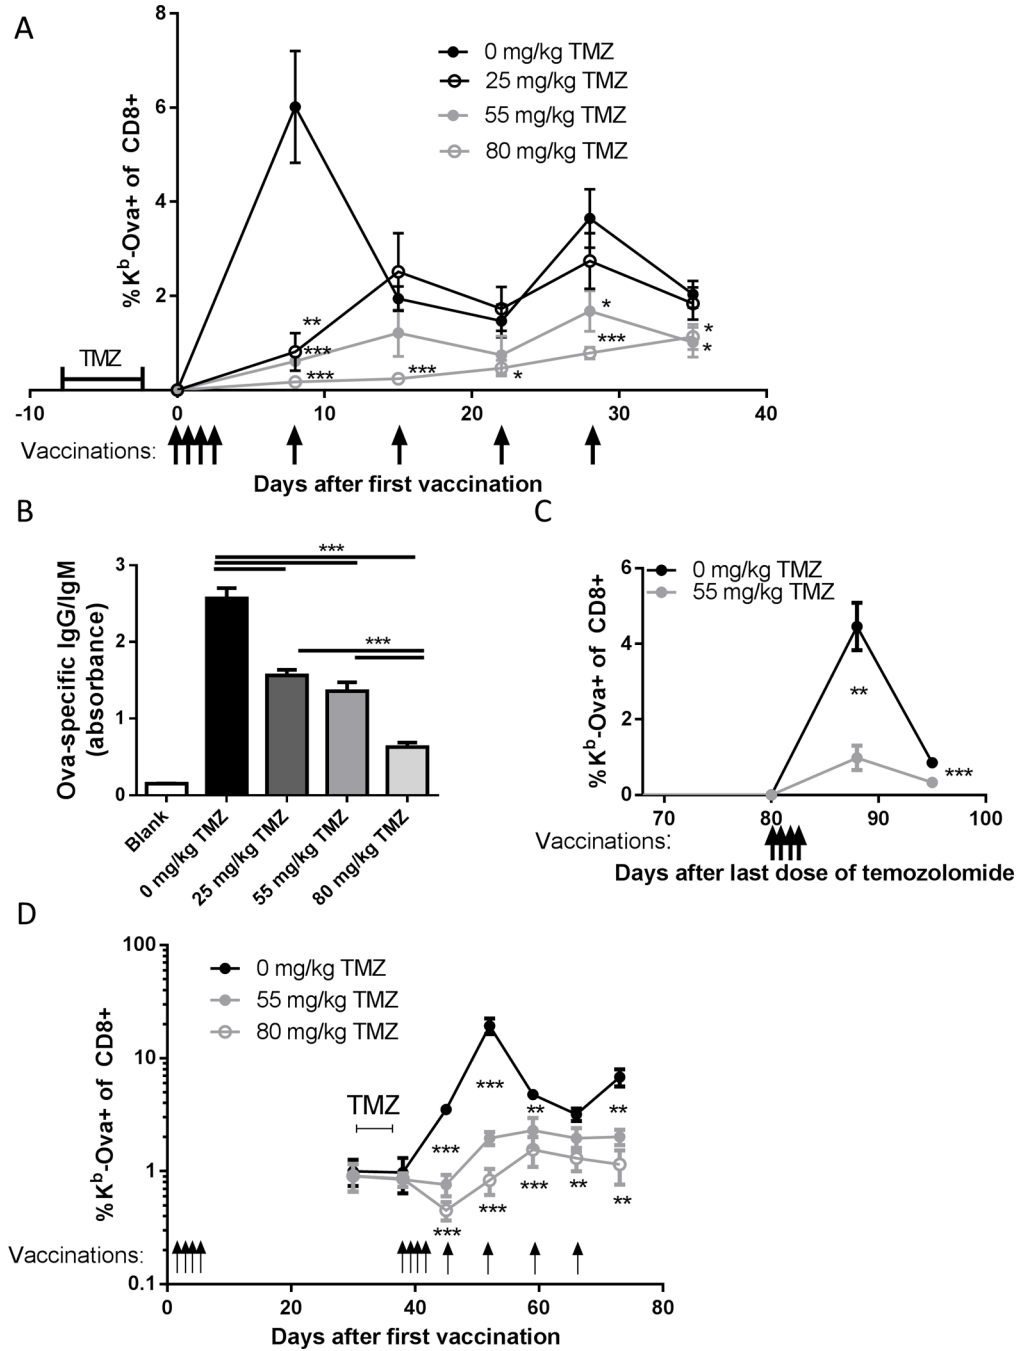 A
8
6
4
2
%Kᵇ-Ova+ of CD8+
0 mg/kg TMZ
25 mg/kg TMZ
55 mg/kg TMZ
80 mg/kg TMZ
TMZ
**
***
***
***
*
*
***
*
*
-10 0 10 20 30 40
Vaccinations:
Days after first vaccination
B
Ova-specific IgG/IgM
(absorbance)
3
2
1
0
***
***
Blank
0 mg/kg TMZ
25 mg/kg TMZ
55 mg/kg TMZ
80 mg/kg TMZ
C
%Kᵇ-Ova+ of CD8+
6
4
2
0
0 mg/kg TMZ
55 mg/kg TMZ
**
***
70 80 90 100
Vaccinations:
Days after last dose of temozolomide
D
%Kᵇ-Ova+ of CD8+
100
10
1
0.1
0 mg/kg TMZ
55 mg/kg TMZ
80 mg/kg TMZ
TMZ
***
***
**
**
***
***
***
**
**
Vaccinations:
0 20 40 60 80
Days after first vaccination